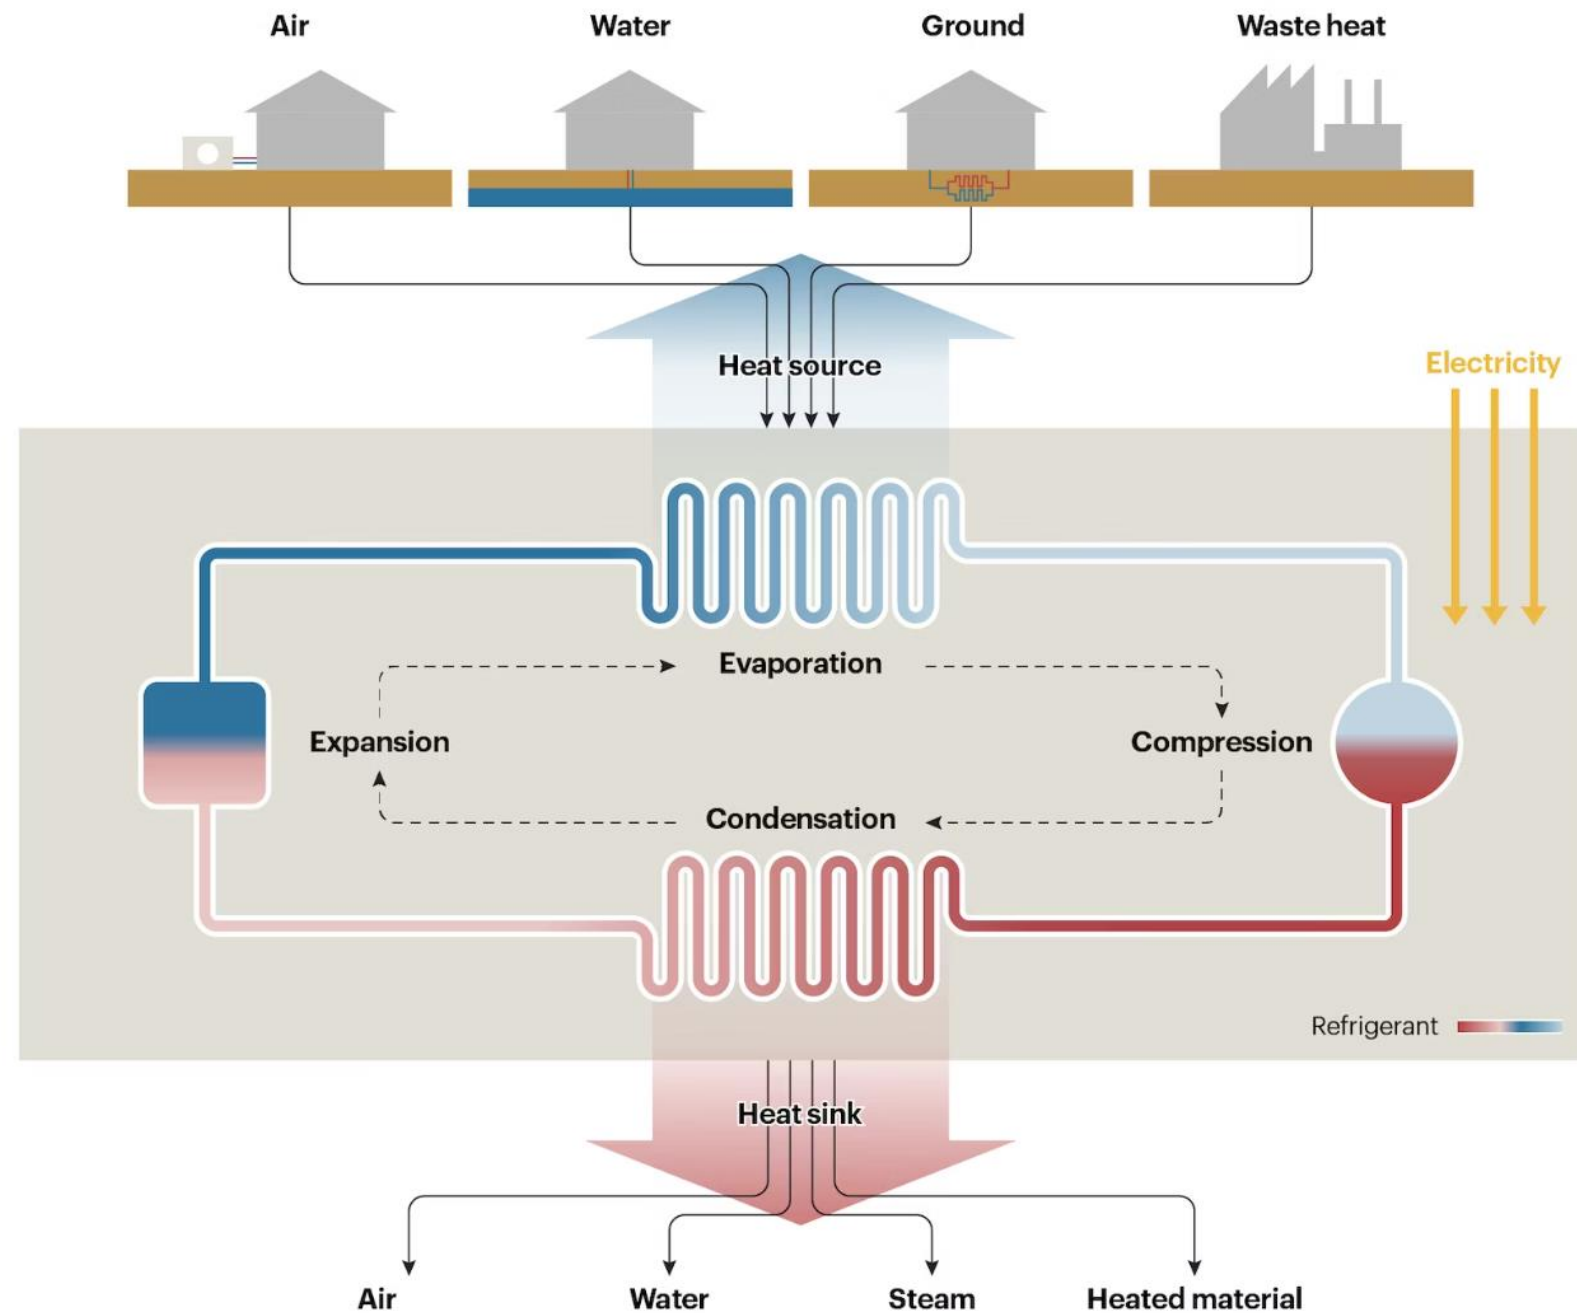 Air
Water
Ground
Waste heat
Heat source
Electricity
Evaporation
Expansion
Compression
Condensation
Refrigerant
Heat sink
Air
Water
Steam
Heated material